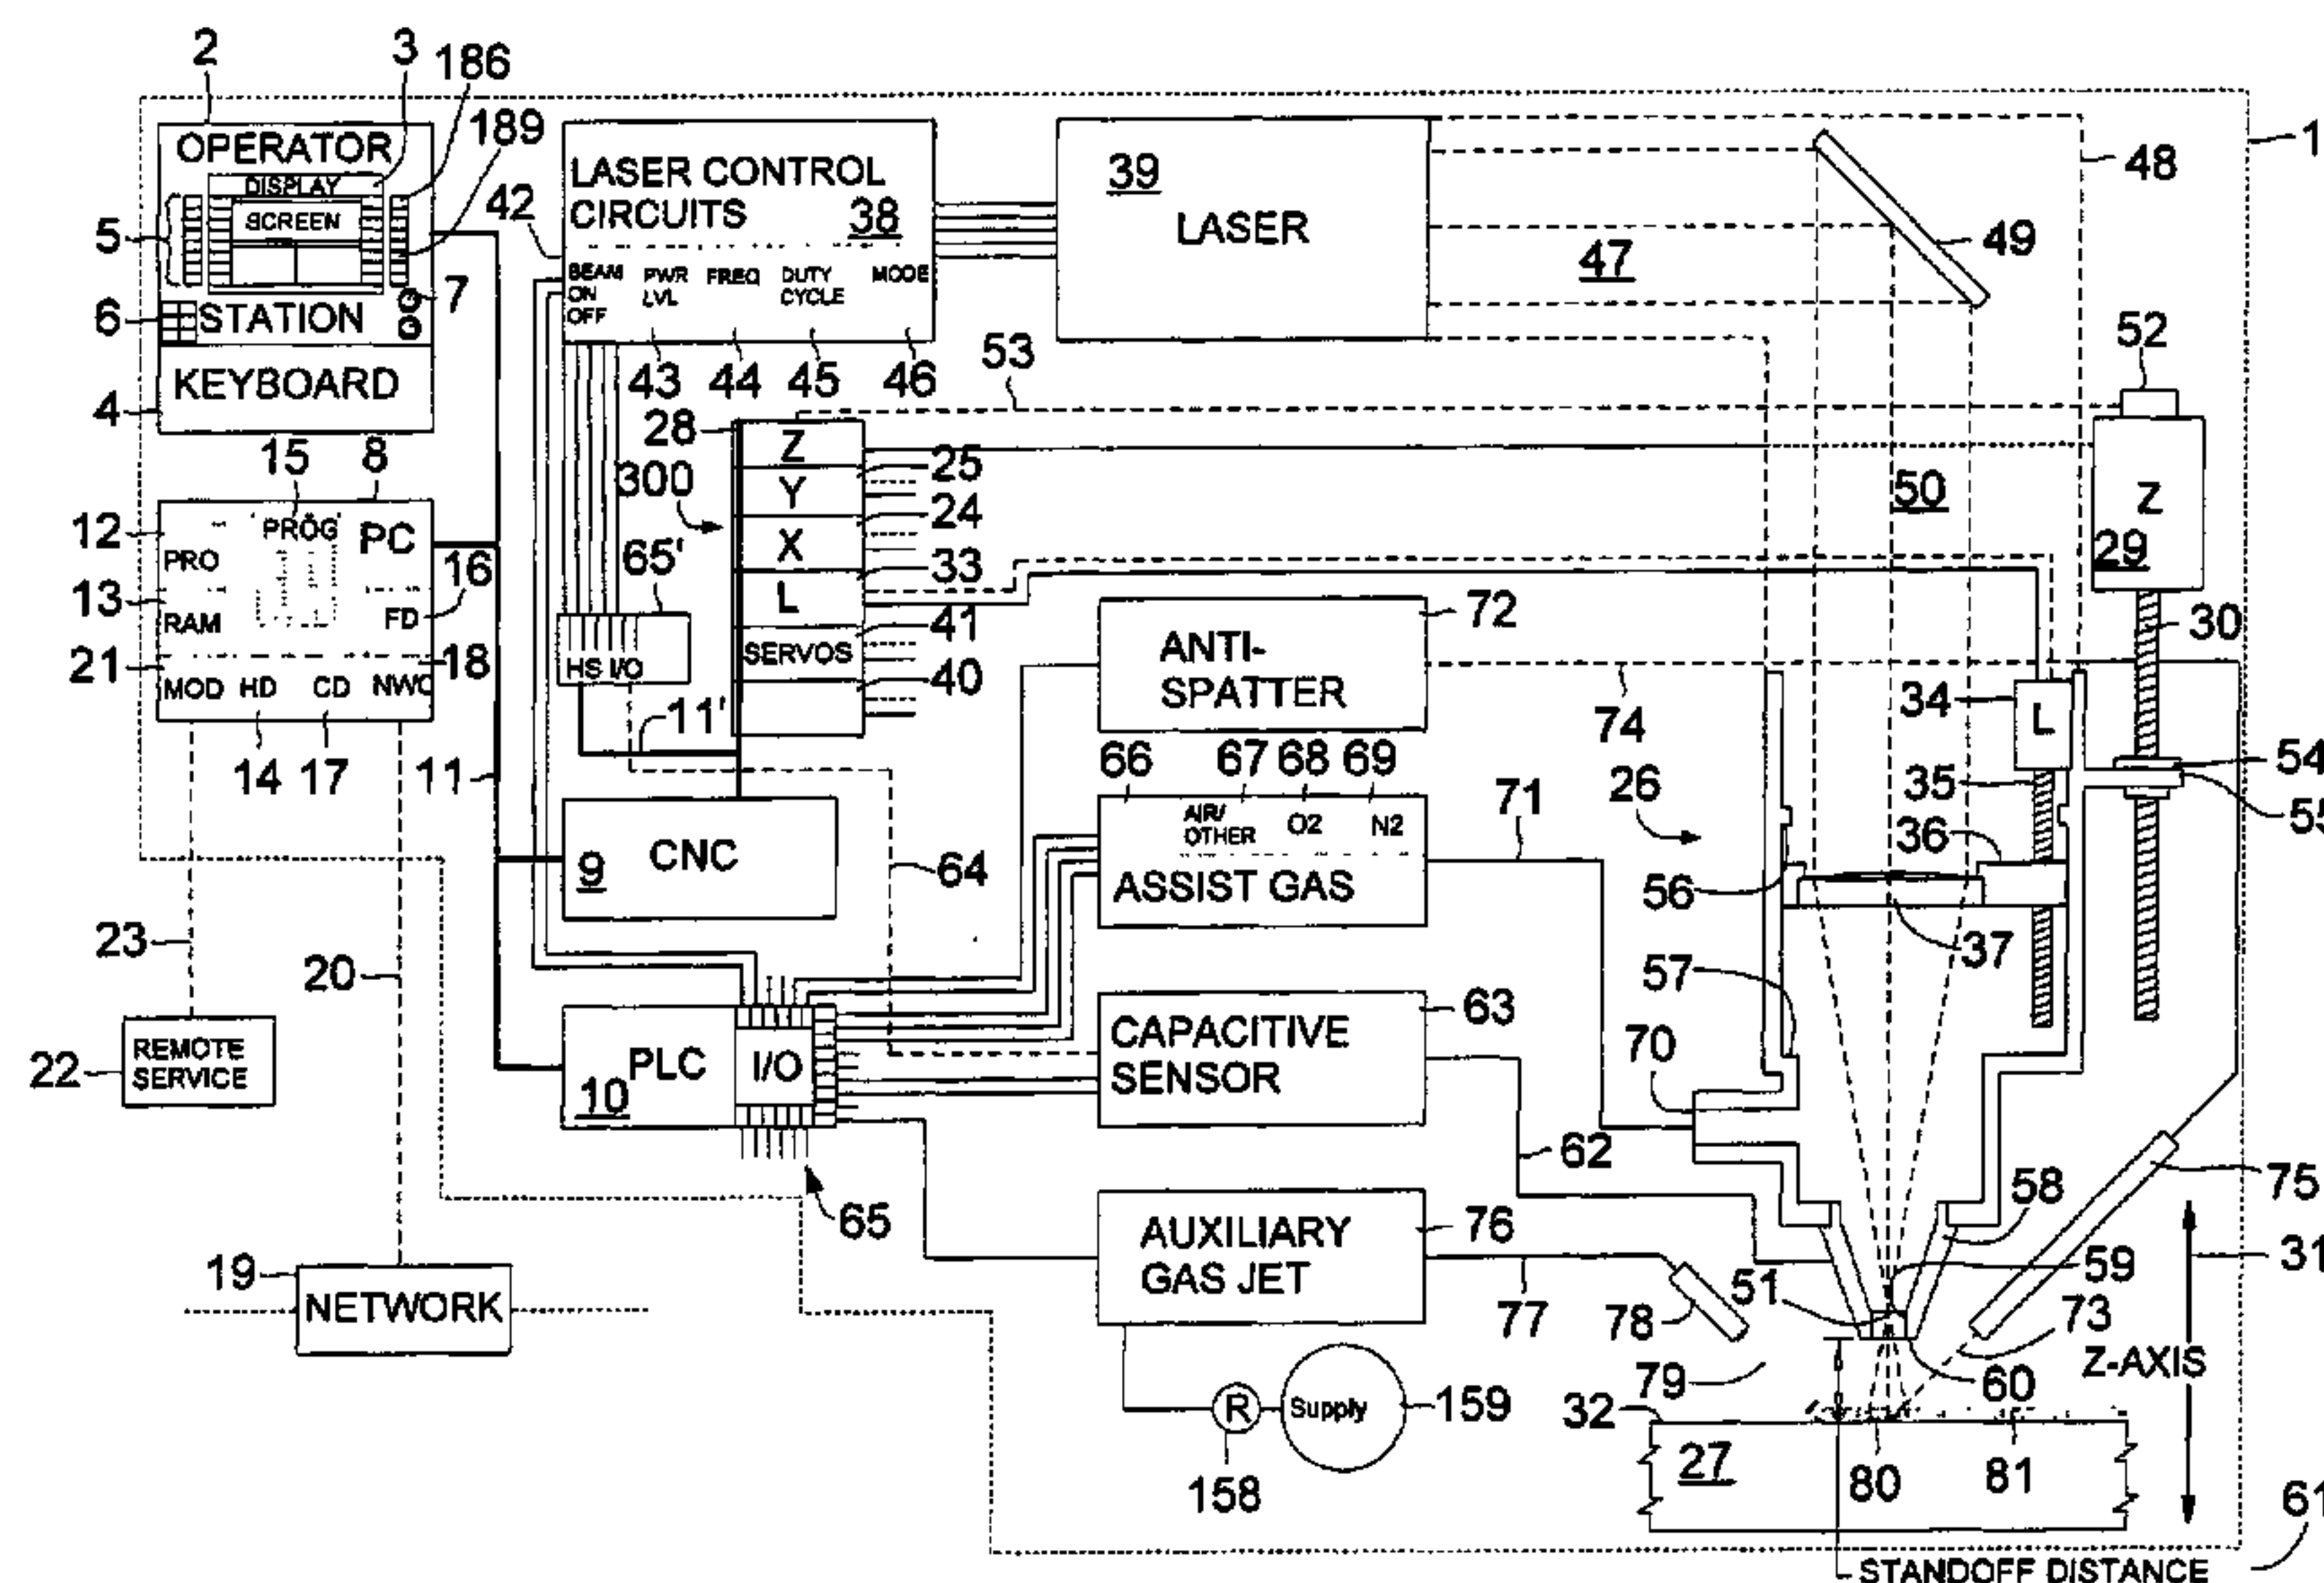 2
3
186
189
OPERATOR
DISPLAY
SCREEN
5
6
STATION
7
KEYBOARD
4
42
LASER CONTROL
CIRCUITS
38
BEAM
ON
OFF
PWR
LVL
FREQ
DUTY
CYCLE
MODE
43
44
45
46
39
LASER
47
48
49
1
52
53
28
300
Z
25
Y
24
X
33
L
41
SERVOS
40
50
Z
29
30
15
8
12
PRO
PROG
PC
16
13
RAM
FD
21
18
MOD
HD
CD
NWC
14
17
11
65'
HS I/O
11'
72
ANTI-
SPATTER
74
34
L
35
54
55
26
36
56
37
57
66
67
68
69
AIR/
OTHER
O2
N2
ASSIST GAS
71
9
CNC
64
23
20
22
REMOTE
SERVICE
10
PLC
I/O
65
CAPACITIVE
SENSOR
63
70
62
58
75
31
19
NETWORK
AUXILIARY
GAS JET
76
77
78
51
59
73
79
60
Z-AXIS
R
Supply
159
158
32
27
80
81
61
STANDOFF DISTANCE